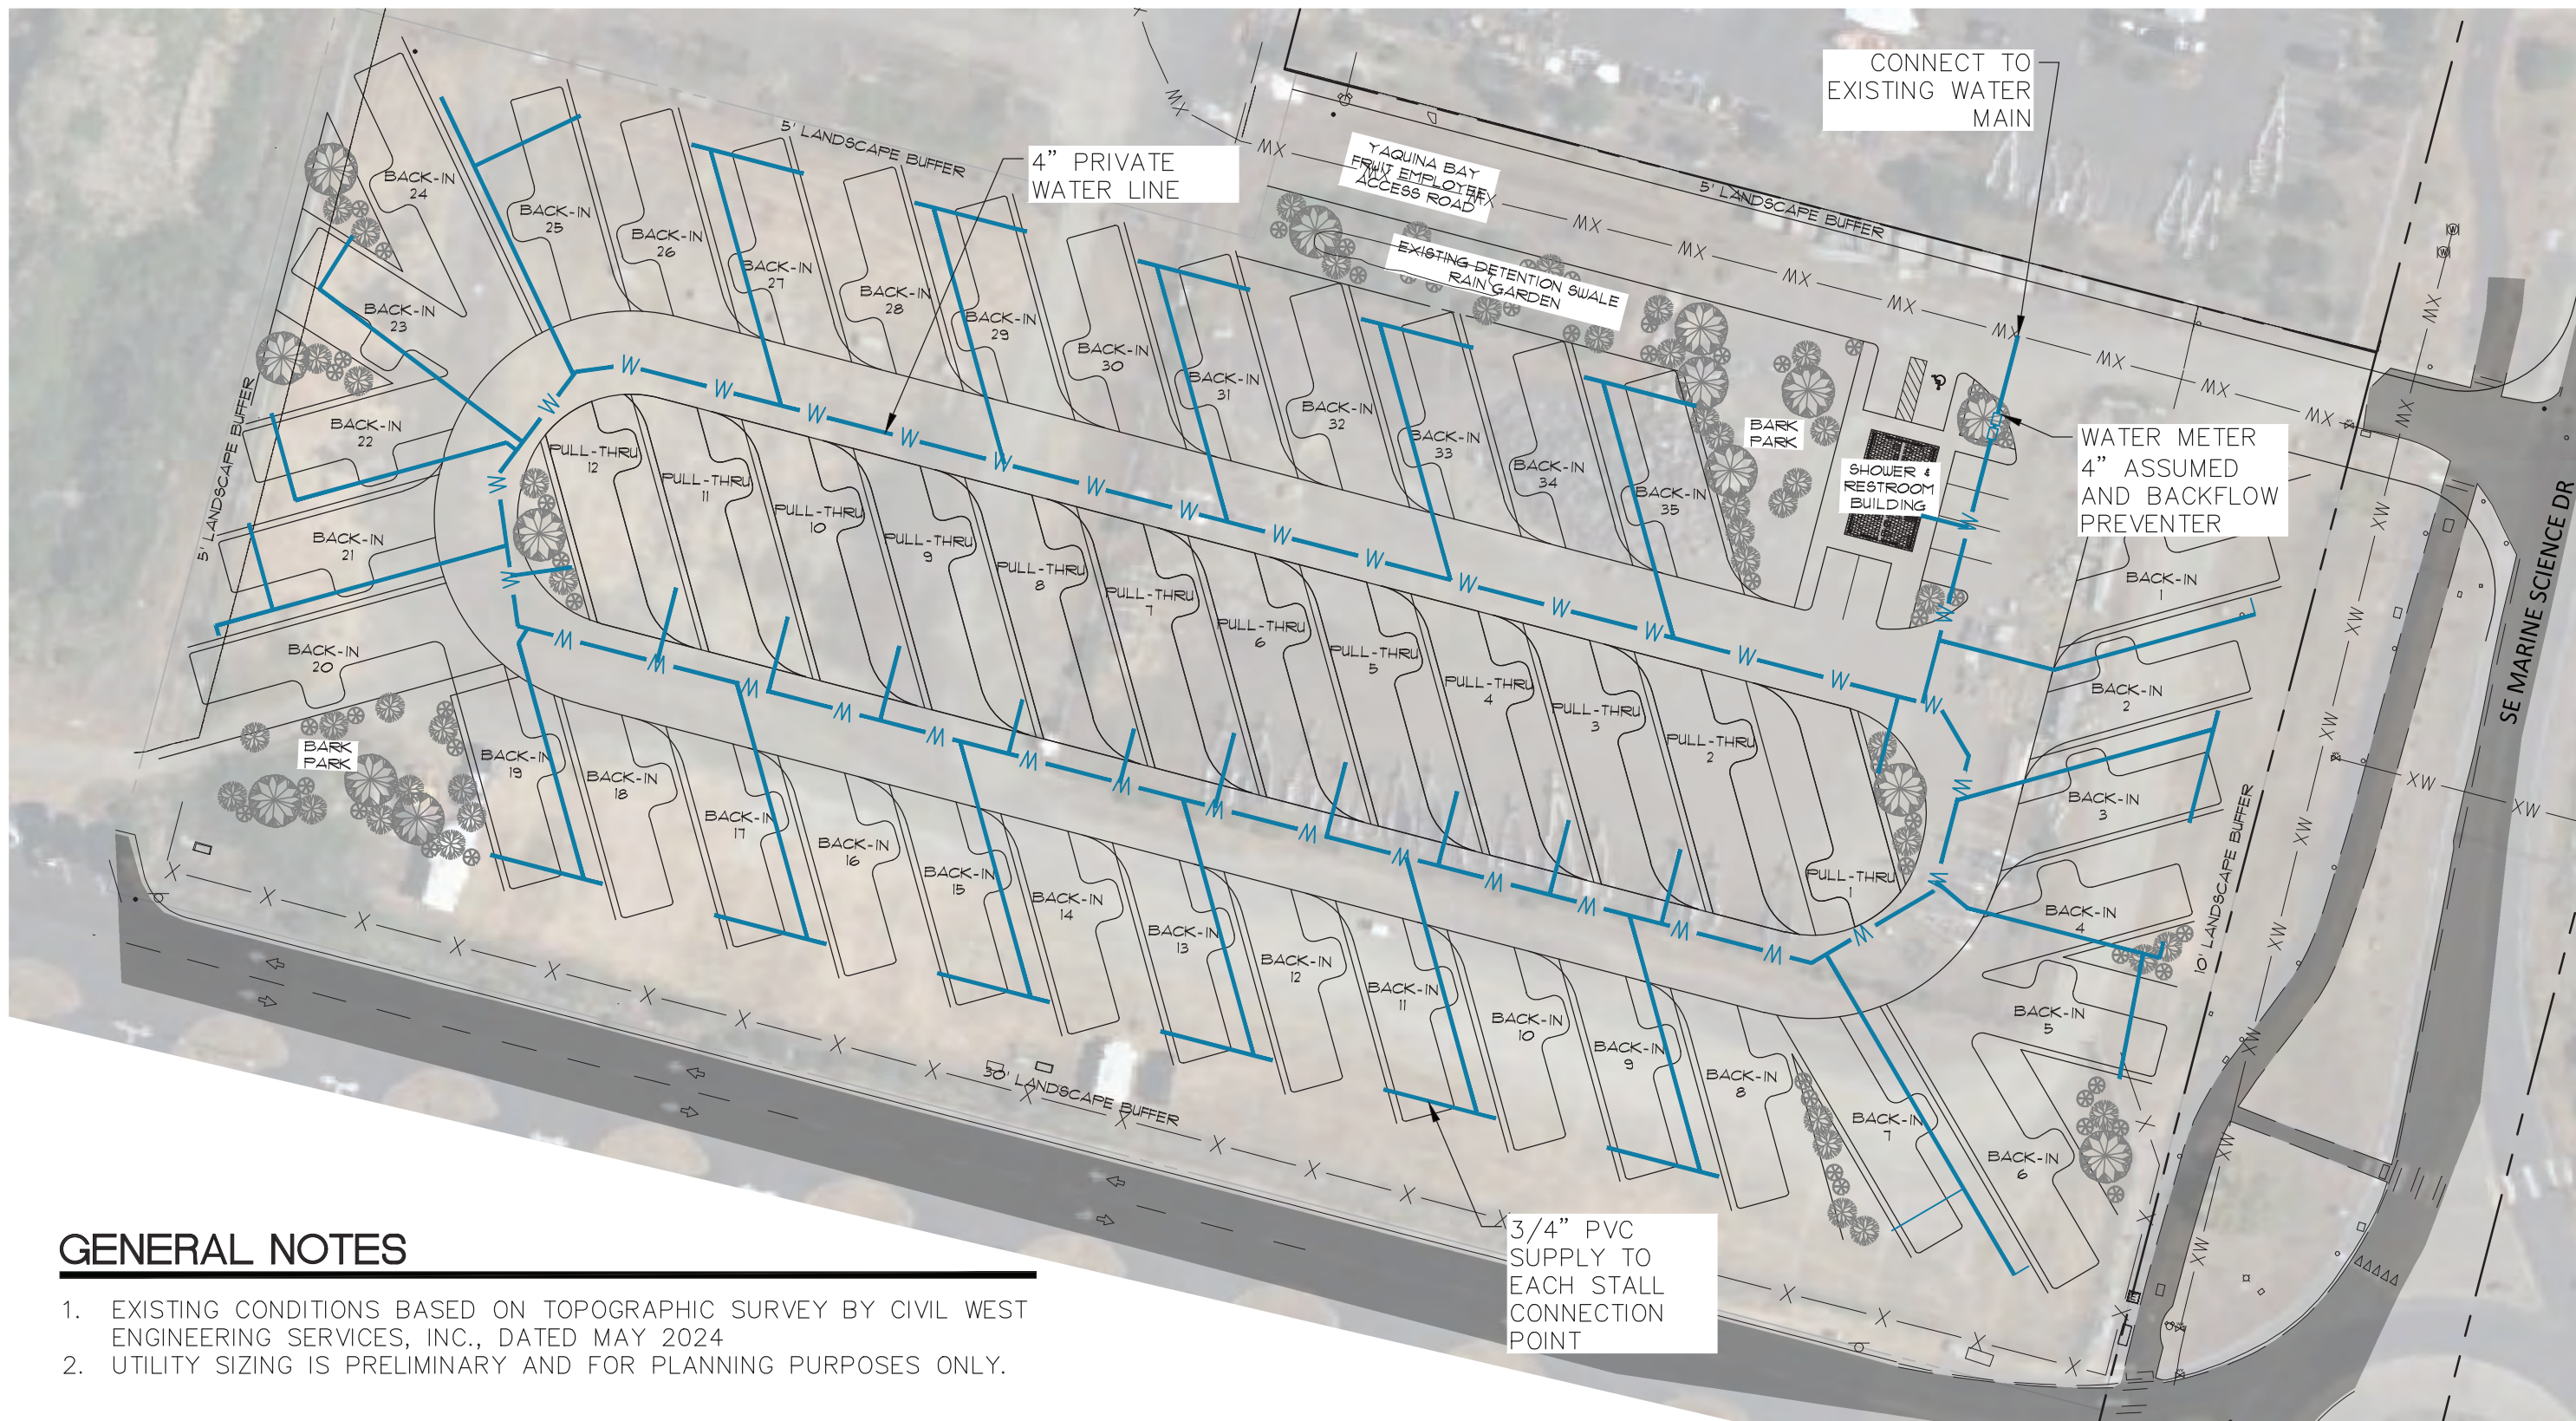 CONNECT TO
EXISTING WATER
MAIN
4” PRIVATE
WATER LINE
5' LANDSCAPE BUFFER
YAQUINA BAY
FRUIT EMPLOYEE
ACCESS ROAD
5' LANDSCAPE BUFFER
EXISTING DETENTION SWALE
RAIN GARDEN
BACK-IN
24
BACK-IN
25
BACK-IN
26
BACK-IN
27
BACK-IN
28
BACK-IN
29
BACK-IN
30
BACK-IN
31
BACK-IN
32
BACK-IN
33
BACK-IN
34
BACK-IN
35
BARK
PARK
SHOWER &
RESTROOM
BUILDING
WATER METER
4” ASSUMED
AND BACKFLOW
PREVENTER
BACK-IN
23
BACK-IN
22
BACK-IN
21
BACK-IN
20
5' LANDSCAPE BUFFER
PULL-THRU
12
PULL-THRU
11
PULL-THRU
10
PULL-THRU
9
PULL-THRU
8
PULL-THRU
7
PULL-THRU
6
PULL-THRU
5
PULL-THRU
4
PULL-THRU
3
PULL-THRU
2
PULL-THRU
1
BACK-IN
1
BACK-IN
2
BACK-IN
3
BACK-IN
4
BACK-IN
5
BACK-IN
6
BACK-IN
7
BACK-IN
8
BACK-IN
9
BACK-IN
10
BACK-IN
11
BACK-IN
12
BACK-IN
13
BACK-IN
14
BACK-IN
15
BACK-IN
16
BACK-IN
17
BACK-IN
18
BACK-IN
19
BARK
PARK
SE MARINE SCIENCE DR
10' LANDSCAPE BUFFER
30' LANDSCAPE BUFFER
3/4” PVC
SUPPLY TO
EACH STALL
CONNECTION
POINT
GENERAL NOTES
1. EXISTING CONDITIONS BASED ON TOPOGRAPHIC SURVEY BY CIVIL WEST
ENGINEERING SERVICES, INC., DATED MAY 2024
2. UTILITY SIZING IS PRELIMINARY AND FOR PLANNING PURPOSES ONLY.